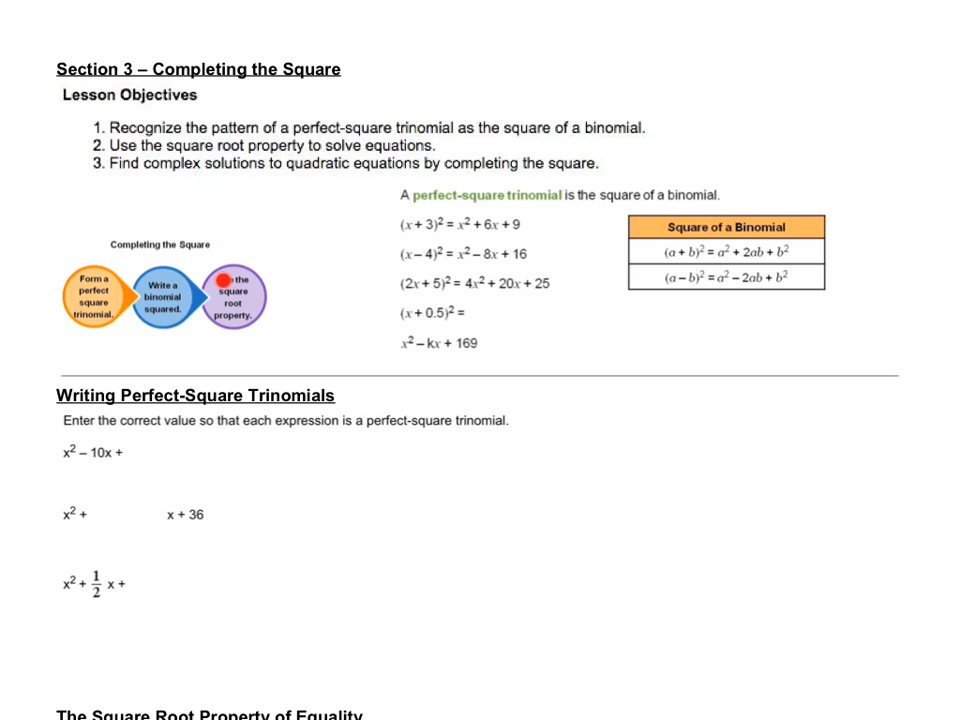 Section 3 – Completing the Square
Lesson Objectives
1. Recognize the pattern of a perfect-square trinomial as the square of a binomial.
2. Use the square root property to solve equations.
3. Find complex solutions to quadratic equations by completing the square.
Completing the Square
Form a
perfect
square
trinomial.
Write a
binomial
squared.
the
square
root
property.
A perfect-square trinomial is the square of a binomial.
(x + 3)² = x² + 6x + 9
(x – 4)² = x² – 8x + 16
(2x + 5)² = 4x² + 20x + 25
(x + 0.5)² =
x² – kx + 169
Square of a Binomial
(a + b)² = a² + 2ab + b²
(a – b)² = a² – 2ab + b²
Writing Perfect-Square Trinomials
Enter the correct value so that each expression is a perfect-square trinomial.
x² – 10x +
x² + x + 36
x² + 1/2 x +
The Square Root Property of Equality